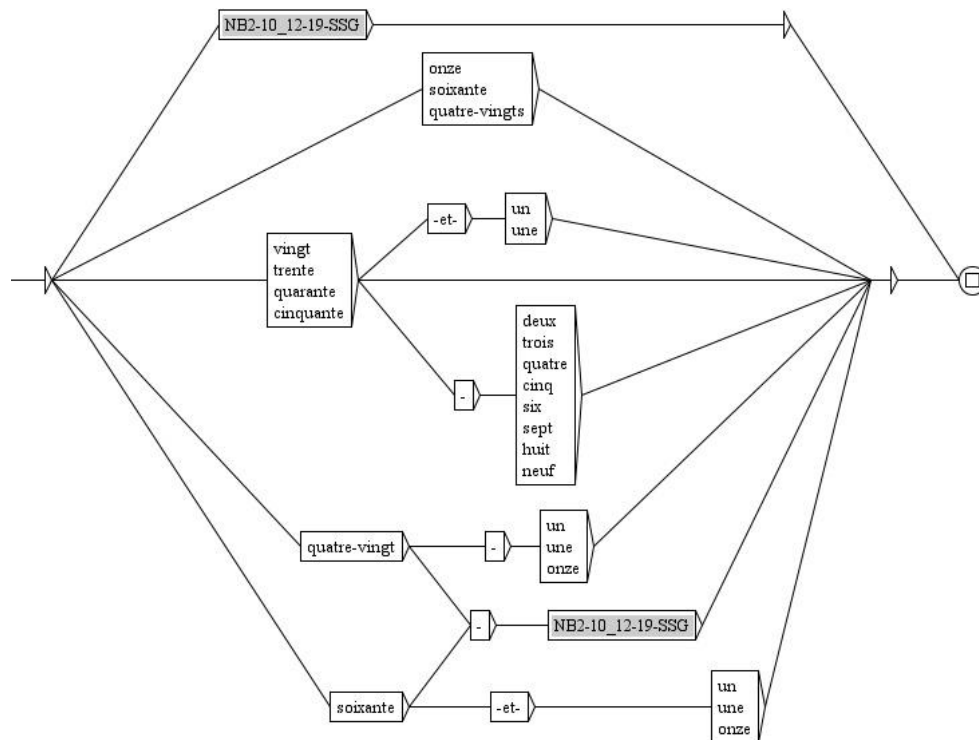 NB2-10_12-19-SSG
onze
soixante
quatre-vingts
-et-
un
une
vingt
trente
quarante
cinquante
-
deux
trois
quatre
cinq
six
sept
huit
neuf
quatre-vingt
-
un
une
onze
-
NB2-10_12-19-SSG
soixante
-et-
un
une
onze